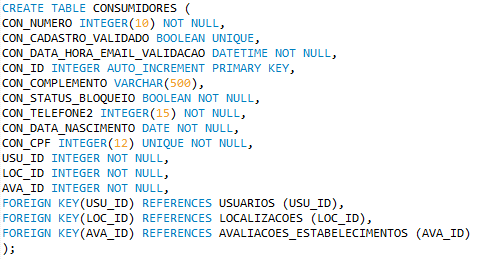 CREATE TABLE CONSUMIDORES (
CON_NUMERO INTEGER(10) NOT NULL,
CON_CADASTRO_VALIDADO BOOLEAN UNIQUE,
CON_DATA_HORA_EMAIL_VALIDACAO DATETIME NOT NULL,
CON_ID INTEGER AUTO_INCREMENT PRIMARY KEY,
CON_COMPLEMENTO VARCHAR(500),
CON_STATUS_BLOQUEIO BOOLEAN NOT NULL,
CON_TELEFONE2 INTEGER(15) NOT NULL,
CON_DATA_NASCIMENTO DATE NOT NULL,
CON_CPF INTEGER(12) UNIQUE NOT NULL,
USU_ID INTEGER NOT NULL,
LOC_ID INTEGER NOT NULL,
AVA_ID INTEGER NOT NULL,
FOREIGN KEY(USU_ID) REFERENCES USUARIOS (USU_ID),
FOREIGN KEY(LOC_ID) REFERENCES LOCALIZACOES (LOC_ID),
FOREIGN KEY(AVA_ID) REFERENCES AVALIACOES_ESTABELECIMENTOS (AVA_ID)
);